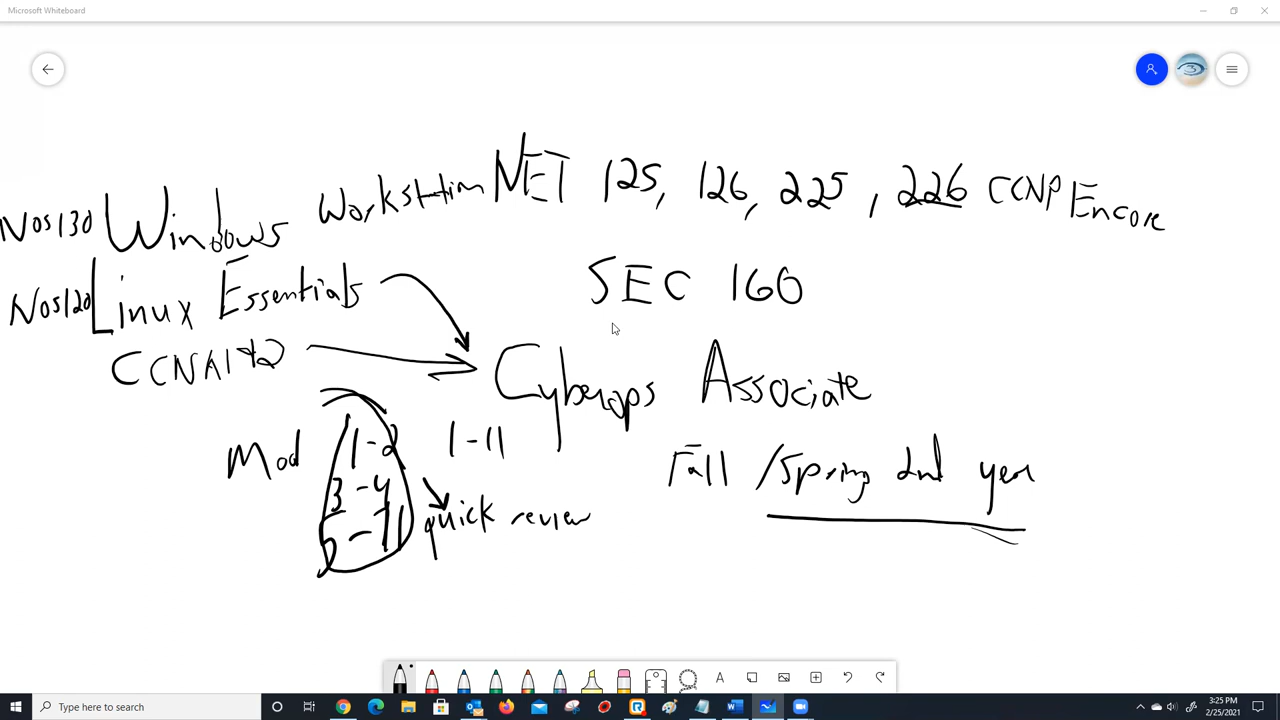 Microsoft Whiteboard
NET 125, 126, 225, 226 CCNP Encore
Nos130 Windows Workstation
SEC 160
Nos120 Linux Essentials
CCNA1+2
Cyberops Associate
Mod 1-2 1-11
3-4
5-11 quick review
Fall /Spring 2nd year
Type here to search
3:25 PM
2/25/2021